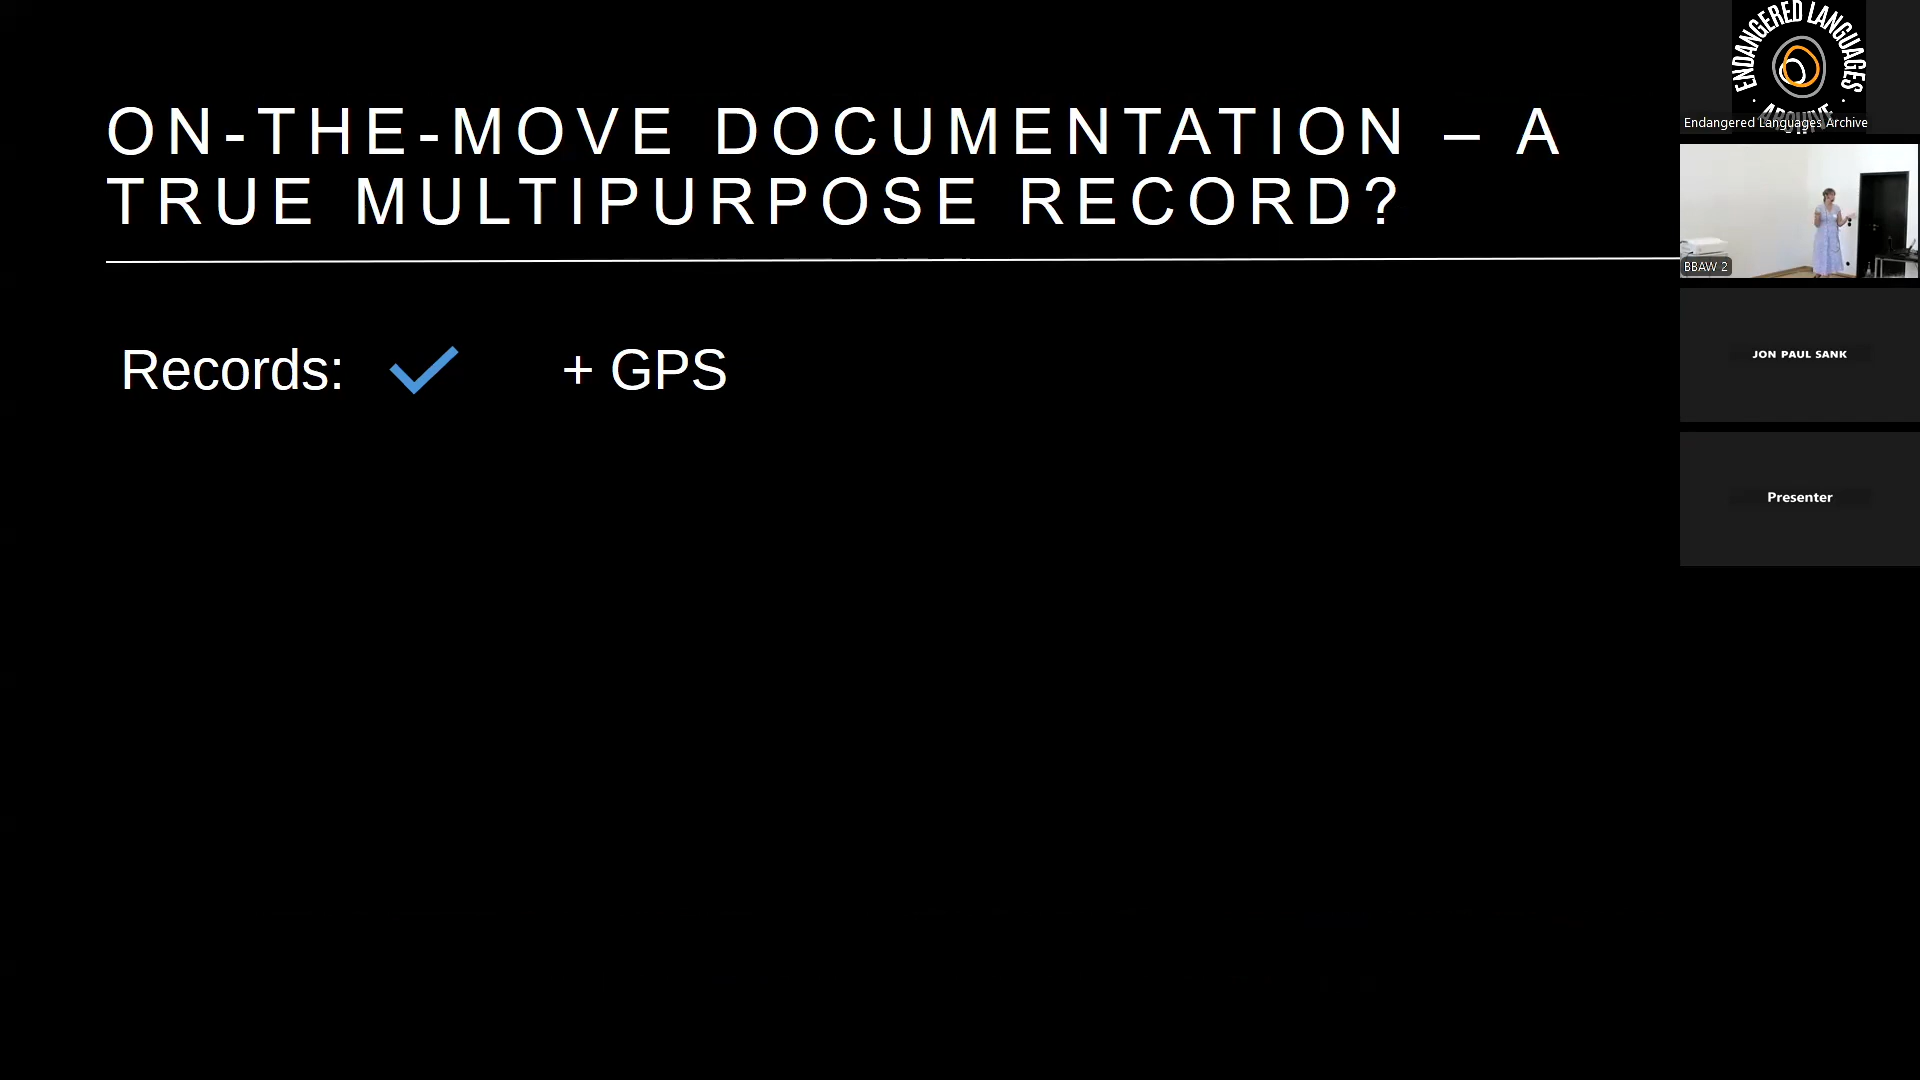 ON-THE-MOVE DOCUMENTATION – A
TRUE MULTIPURPOSE RECORD?
Records: + GPS
ENDANGERED LANGUAGES
· ARCHIVE ·
Endangered Languages Archive
BBAW 2
JON PAUL SANK
Presenter